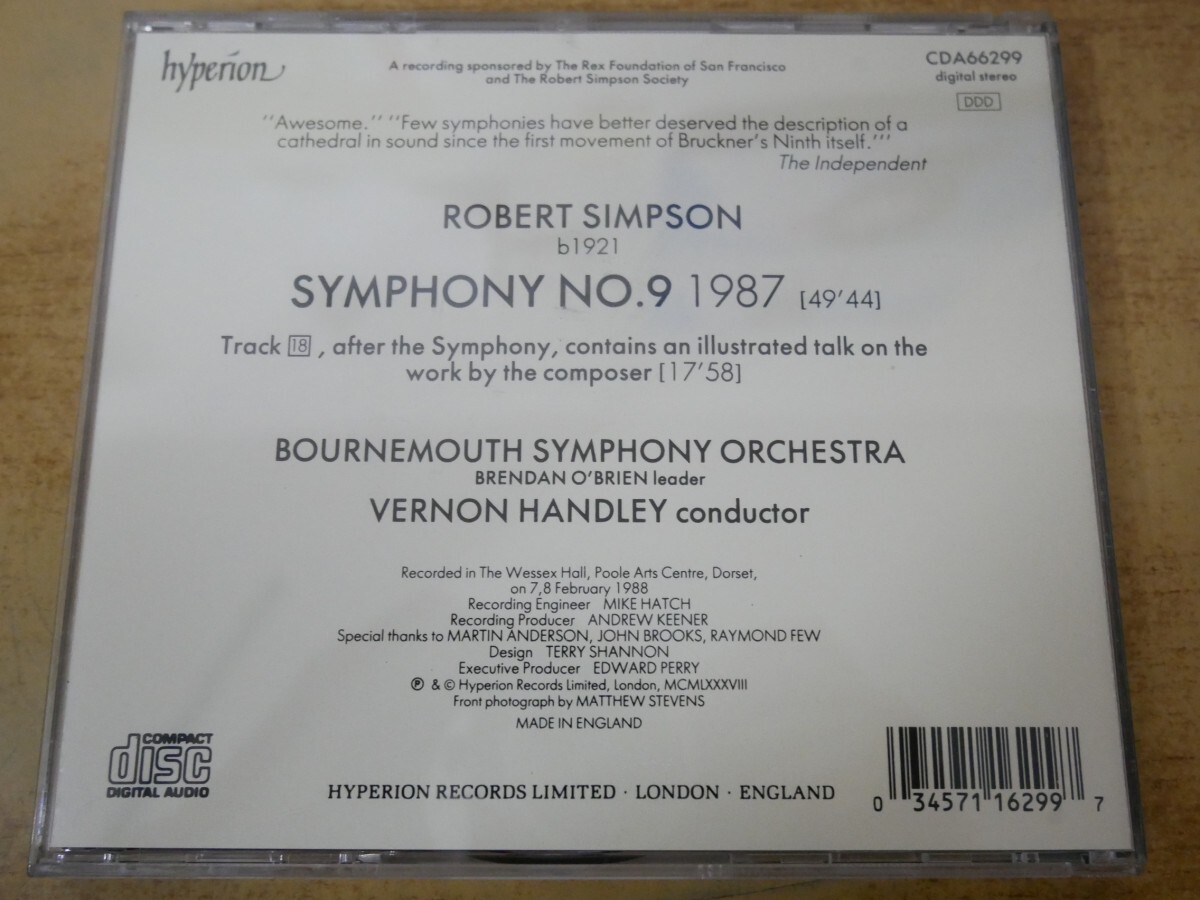 hyperion
A recording sponsored by The Rex Foundation of San Francisco
and The Robert Simpson Society
CDA66299
digital stereo
DDD
"Awesome." "Few symphonies have better deserved the description of a
cathedral in sound since the first movement of Bruckner's Ninth itself."'
The Independent
ROBERT SIMPSON
b1921
SYMPHONY NO.9 1987 [49'44]
Track 18, after the Symphony, contains an illustrated talk on the
work by the composer [17'58]
BOURNEMOUTH SYMPHONY ORCHESTRA
BRENDAN O'BRIEN leader
VERNON HANDLEY conductor
Recorded in The Wessex Hall, Poole Arts Centre, Dorset,
on 7,8 February 1988
Recording Engineer MIKE HATCH
Recording Producer ANDREW KEENER
Special thanks to MARTIN ANDERSON, JOHN BROOKS, RAYMOND FEW
Design TERRY SHANNON
Executive Producer EDWARD PERRY
℗ & © Hyperion Records Limited, London, MCMLXXXVIII
Front photograph by MATTHEW STEVENS
MADE IN ENGLAND
COMPACT
disc
DIGITAL AUDIO
HYPERION RECORDS LIMITED · LONDON · ENGLAND
0 34571 16299 7